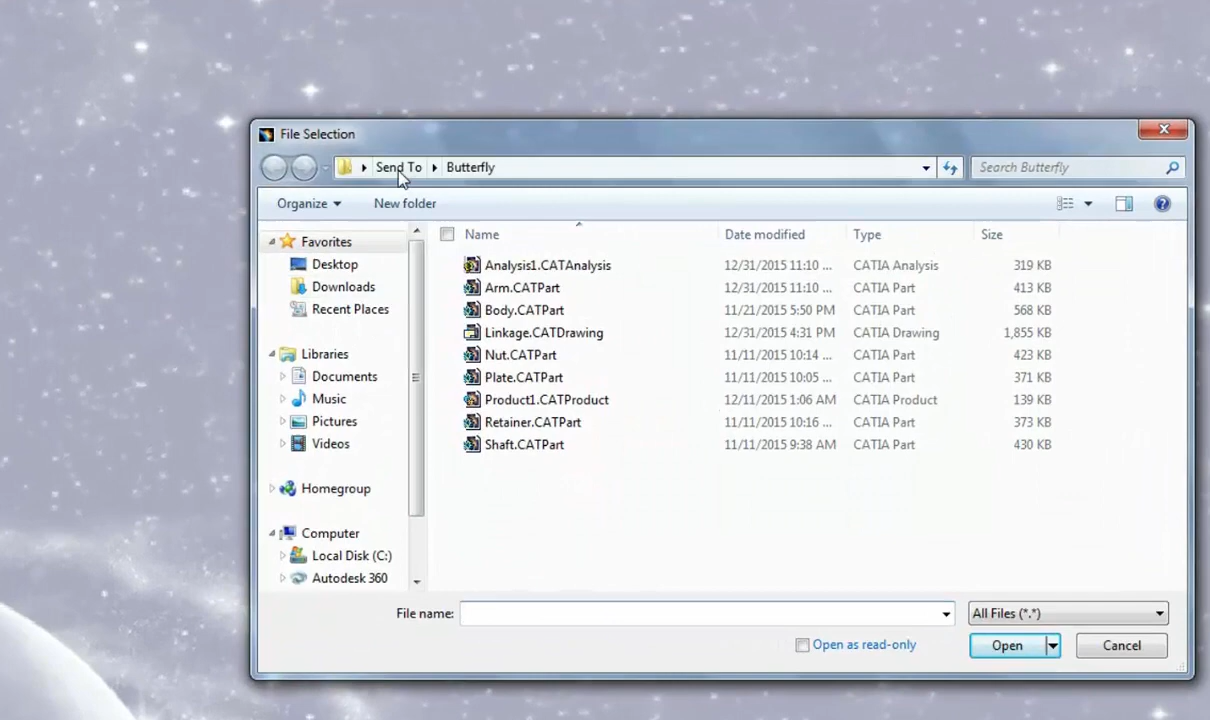 File Selection
Send To Butterfly
Search Butterfly
Organize New folder
Name Date modified Type Size
Favorites
Desktop
Downloads
Recent Places
Libraries
Documents
Music
Pictures
Videos
Homegroup
Computer
Local Disk (C:)
Autodesk 360
Analysis1.CATAnalysis 12/31/2015 11:10 ... CATIA Analysis 319 KB
Arm.CATPart 12/31/2015 11:10 ... CATIA Part 413 KB
Body.CATPart 11/21/2015 5:50 PM CATIA Part 568 KB
Linkage.CATDrawing 12/31/2015 4:31 PM CATIA Drawing 1,855 KB
Nut.CATPart 11/11/2015 10:14 ... CATIA Part 423 KB
Plate.CATPart 11/11/2015 10:05 ... CATIA Part 371 KB
Product1.CATProduct 12/11/2015 1:06 AM CATIA Product 139 KB
Retainer.CATPart 11/11/2015 10:16 ... CATIA Part 373 KB
Shaft.CATPart 11/11/2015 9:38 AM CATIA Part 430 KB
File name:
All Files (*.*)
Open as read-only
Open
Cancel